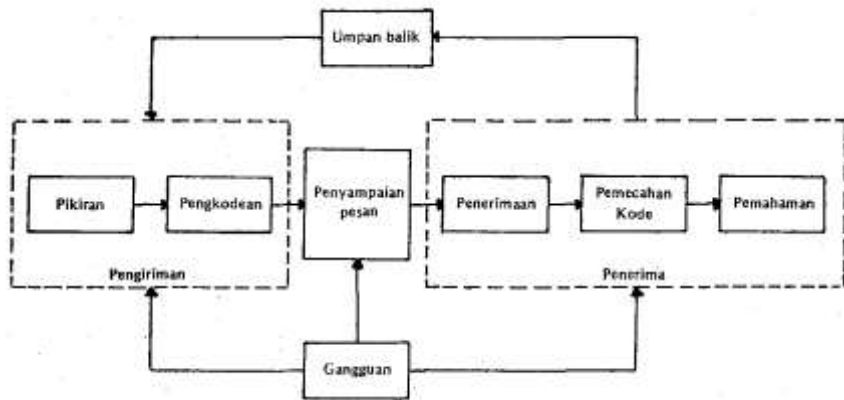 Umpan balik
Pikiran
Pengkodean
Penyampaian
pesan
Penerimaan
Pemecahan
Kode
Pemahaman
Pengiriman
Penerima
Gangguan